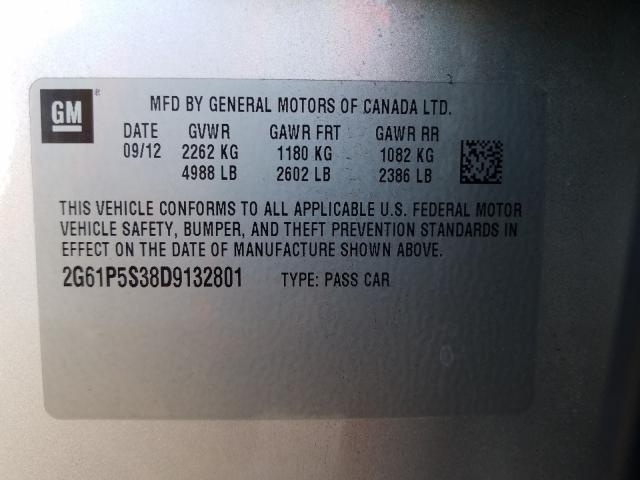 GM ®
MFD BY GENERAL MOTORS OF CANADA LTD.
DATE GVWR GAWR FRT GAWR RR
09/12 2262 KG 1180 KG 1082 KG
4988 LB 2602 LB 2386 LB
THIS VEHICLE CONFORMS TO ALL APPLICABLE U.S. FEDERAL MOTOR
VEHICLE SAFETY, BUMPER, AND THEFT PREVENTION STANDARDS IN
EFFECT ON THE DATE OF MANUFACTURE SHOWN ABOVE.
2G61P5S38D9132801 TYPE: PASS CAR